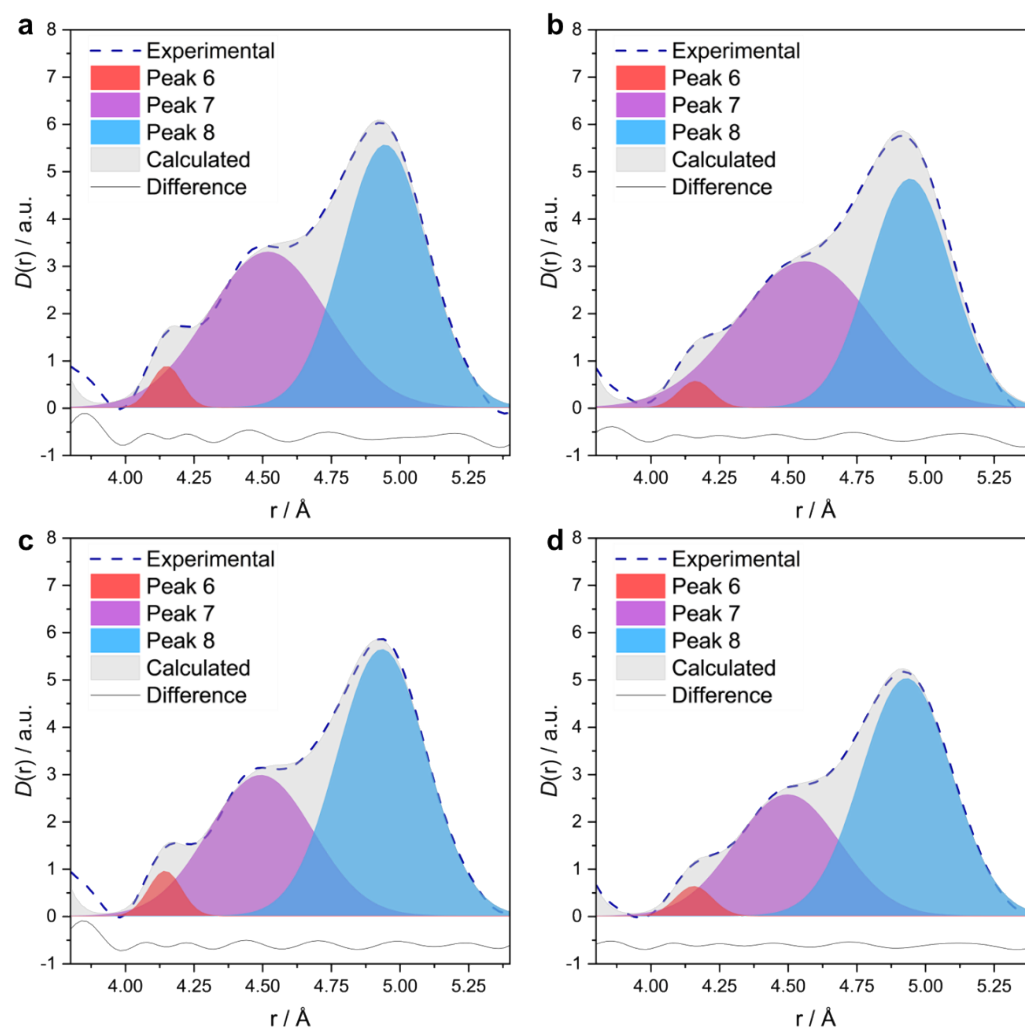 a
8
7
6
5
4
3
2
1
0
-1
D(r) / a.u.
Experimental
Peak 6
Peak 7
Peak 8
Calculated
Difference
4.00 4.25 4.50 4.75 5.00 5.25
r / Å
b
8
7
6
5
4
3
2
1
0
-1
D(r) / a.u.
Experimental
Peak 6
Peak 7
Peak 8
Calculated
Difference
4.00 4.25 4.50 4.75 5.00 5.25
r / Å
c
8
7
6
5
4
3
2
1
0
-1
D(r) / a.u.
Experimental
Peak 6
Peak 7
Peak 8
Calculated
Difference
4.00 4.25 4.50 4.75 5.00 5.25
r / Å
d
8
7
6
5
4
3
2
1
0
-1
D(r) / a.u.
Experimental
Peak 6
Peak 7
Peak 8
Calculated
Difference
4.00 4.25 4.50 4.75 5.00 5.25
r / Å